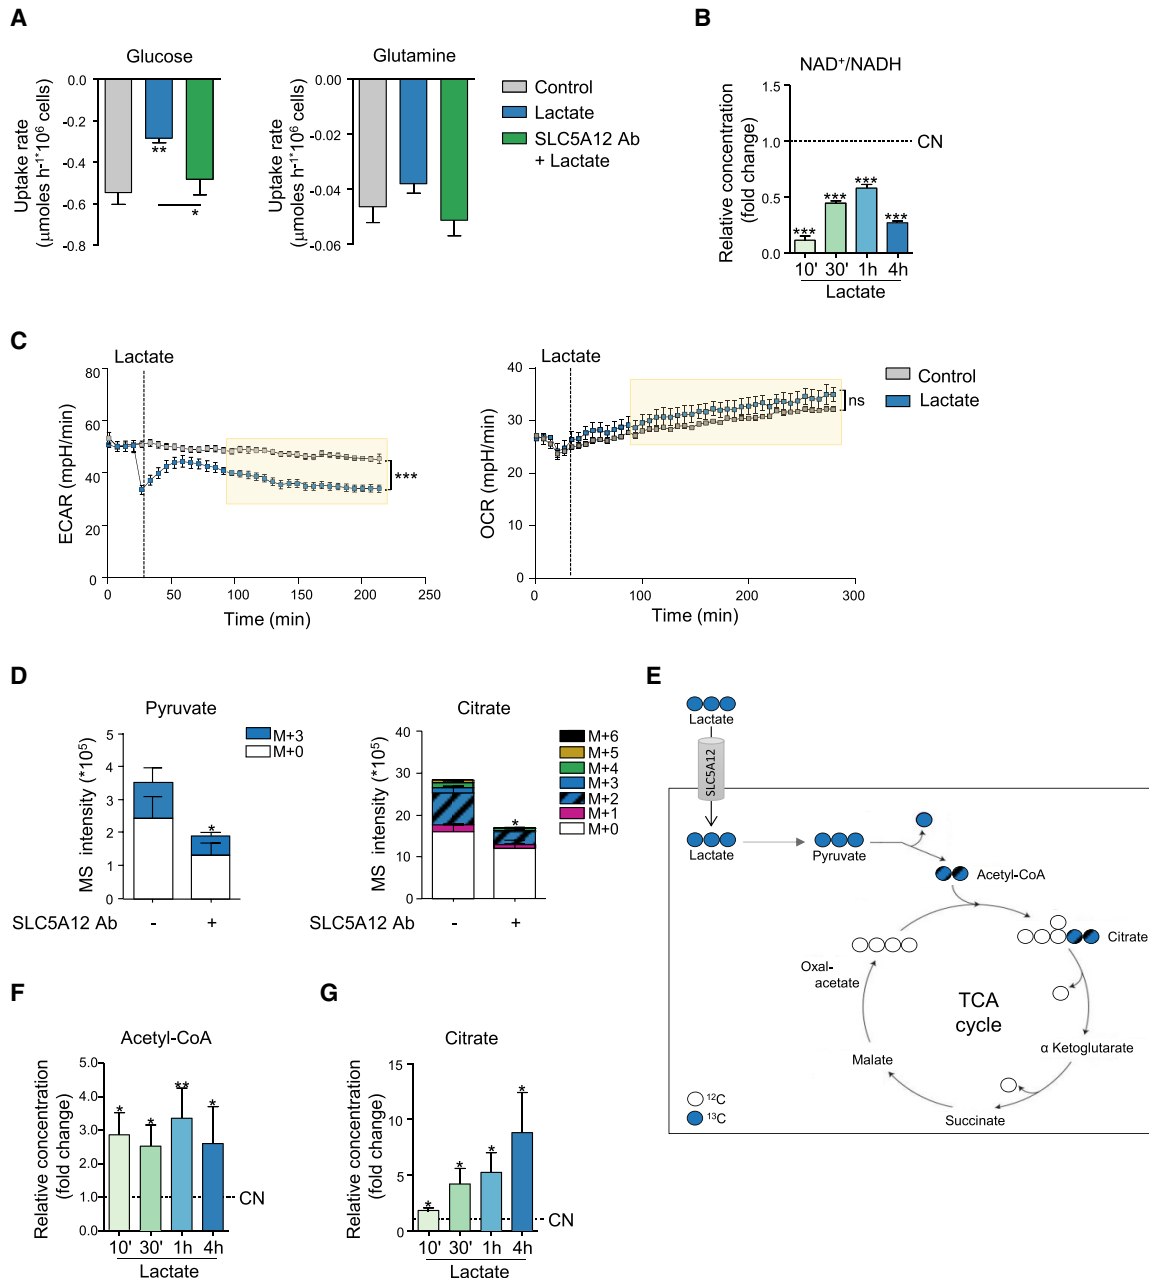 A
Glucose
Uptake rate
(μmoles h⁻¹*10⁶ cells)
0.0
-0.2
-0.4
-0.6
-0.8
**
*
Glutamine
Uptake rate
(μmoles h⁻¹*10⁶ cells)
0.00
-0.02
-0.04
-0.06
Control
Lactate
SLC5A12 Ab
+ Lactate
B
NAD⁺/NADH
Relative concentration
(fold change)
1.5
1.0
0.5
0.0
CN
***
***
***
***
10' 30' 1h 4h
Lactate
C
Lactate
ECAR (mpH/min)
80
60
40
20
0
***
0 50 100 150 200 250
Time (min)
Lactate
OCR (mpH/min)
40
30
20
10
0
ns
0 100 200 300
Time (min)
Control
Lactate
D
Pyruvate
MS intensity (*10⁵)
5
4
3
2
1
0
*
M+3
M+0
SLC5A12 Ab - +
Citrate
MS intensity (*10⁵)
40
30
20
10
0
*
M+6
M+5
M+4
M+3
M+2
M+1
M+0
SLC5A12 Ab - +
E
Lactate
SLC5A12
Lactate
Pyruvate
Acetyl-CoA
Citrate
Oxal-
acetate
TCA
cycle
α Ketoglutarate
Malate
Succinate
¹²C
¹³C
F
Acetyl-CoA
Relative concentration
(fold change)
5.0
4.0
3.0
2.0
1.0
0.0
*
*
**
*
CN
10' 30' 1h 4h
Lactate
G
Citrate
Relative concentration
(fold change)
15
10
5
0
*
*
*
*
CN
10' 30' 1h 4h
Lactate